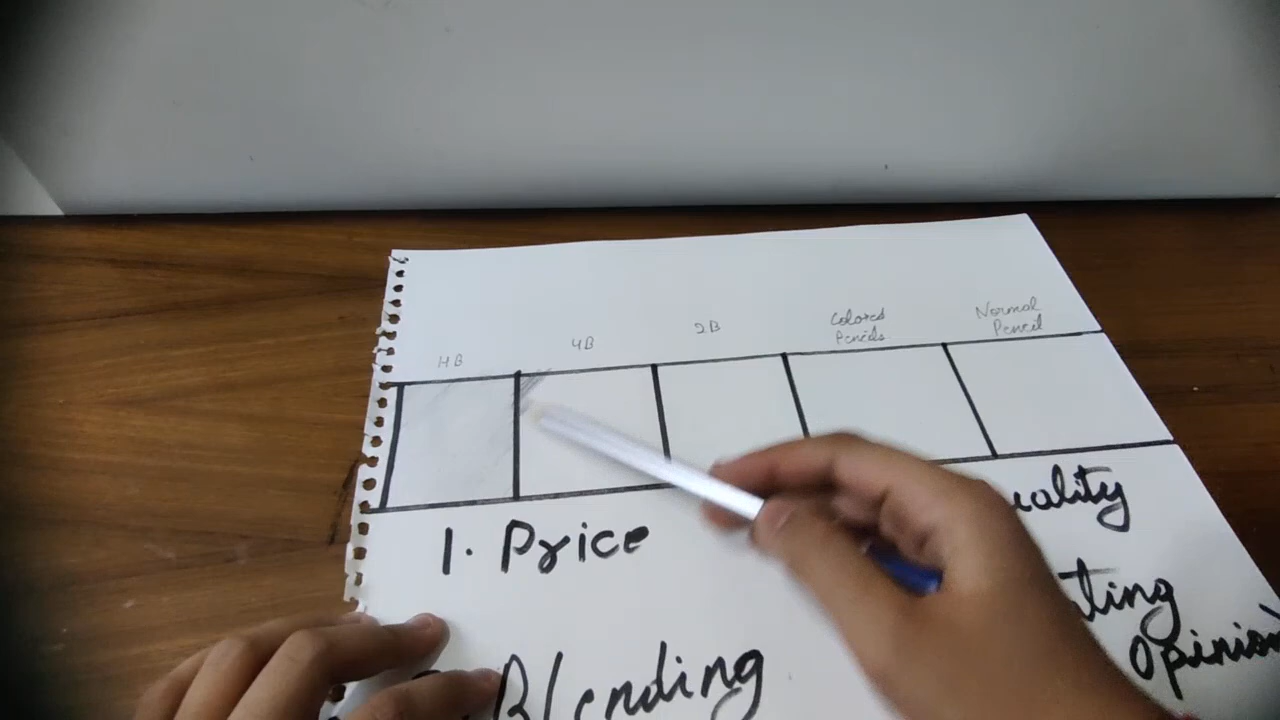 HB
4B
2B
Colored
Pencils
Normal
Pencil
1. Price
Blending
uality
ting
Opinion